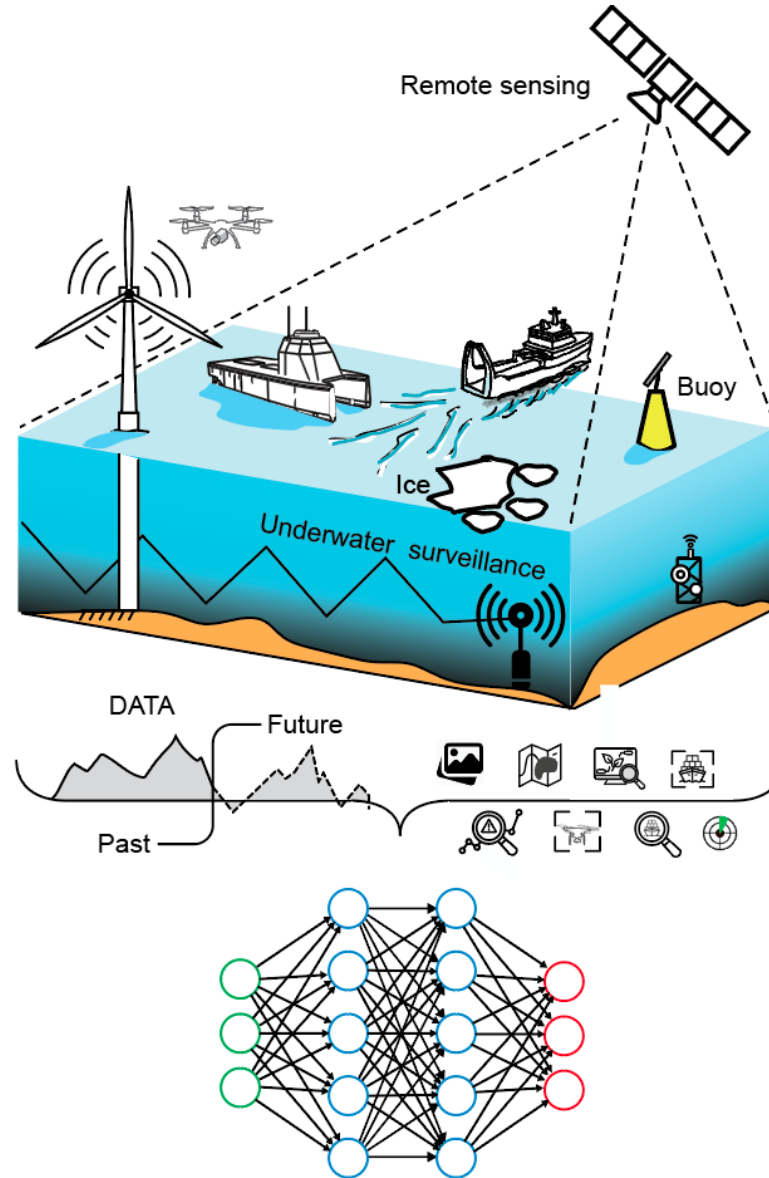 Remote sensing
Buoy
Ice
Underwater surveillance
DATA
Future
Past